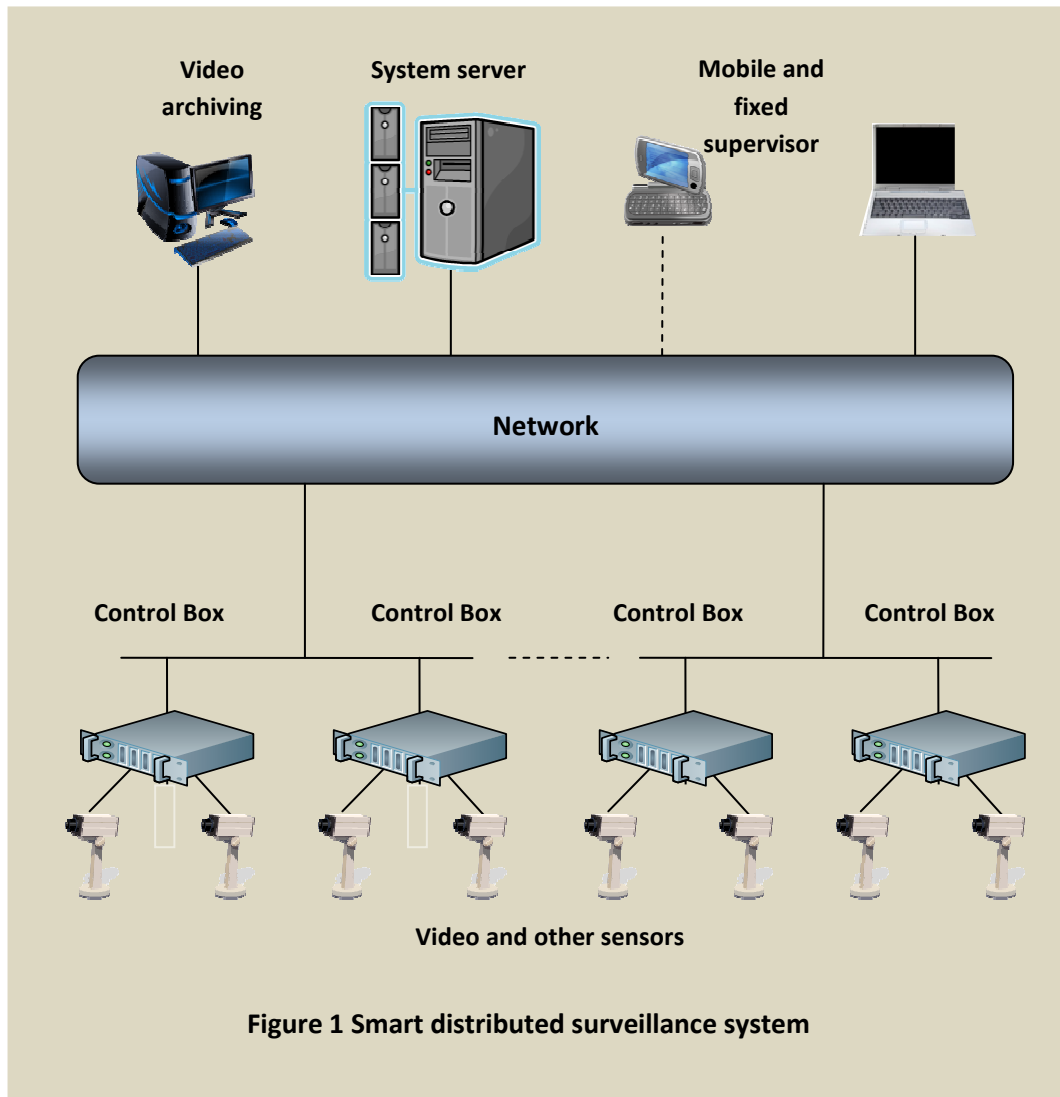 Video
archiving
System server
Mobile and
fixed
supervisor
Network
Control Box
Control Box
Control Box
Control Box
Video and other sensors
Figure 1 Smart distributed surveillance system